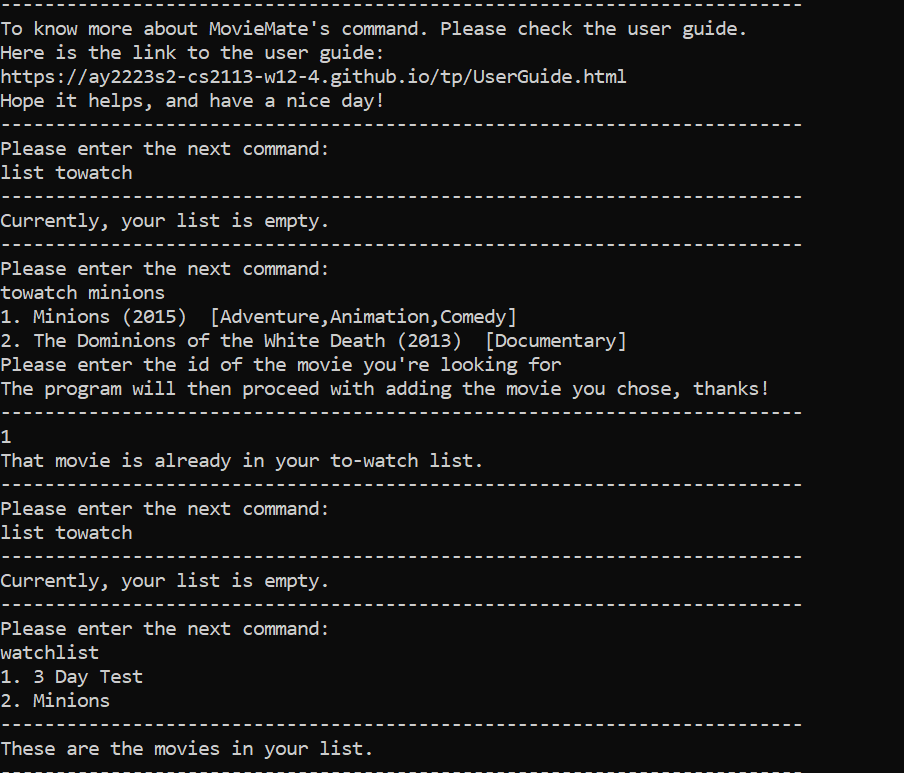 -------------------------------------------------------------------------
To know more about MovieMate's command. Please check the user guide.
Here is the link to the user guide:
https://ay2223s2-cs2113-w12-4.github.io/tp/UserGuide.html
Hope it helps, and have a nice day!
-------------------------------------------------------------------------
Please enter the next command:
list towatch
-------------------------------------------------------------------------
Currently, your list is empty.
-------------------------------------------------------------------------
Please enter the next command:
towatch minions
1. Minions (2015)  [Adventure,Animation,Comedy]
2. The Dominions of the White Death (2013)  [Documentary]
Please enter the id of the movie you're looking for
The program will then proceed with adding the movie you chose, thanks!
-------------------------------------------------------------------------
1
That movie is already in your to-watch list.
-------------------------------------------------------------------------
Please enter the next command:
list towatch
-------------------------------------------------------------------------
Currently, your list is empty.
-------------------------------------------------------------------------
Please enter the next command:
watchlist
1. 3 Day Test
2. Minions
-------------------------------------------------------------------------
These are the movies in your list.
-------------------------------------------------------------------------